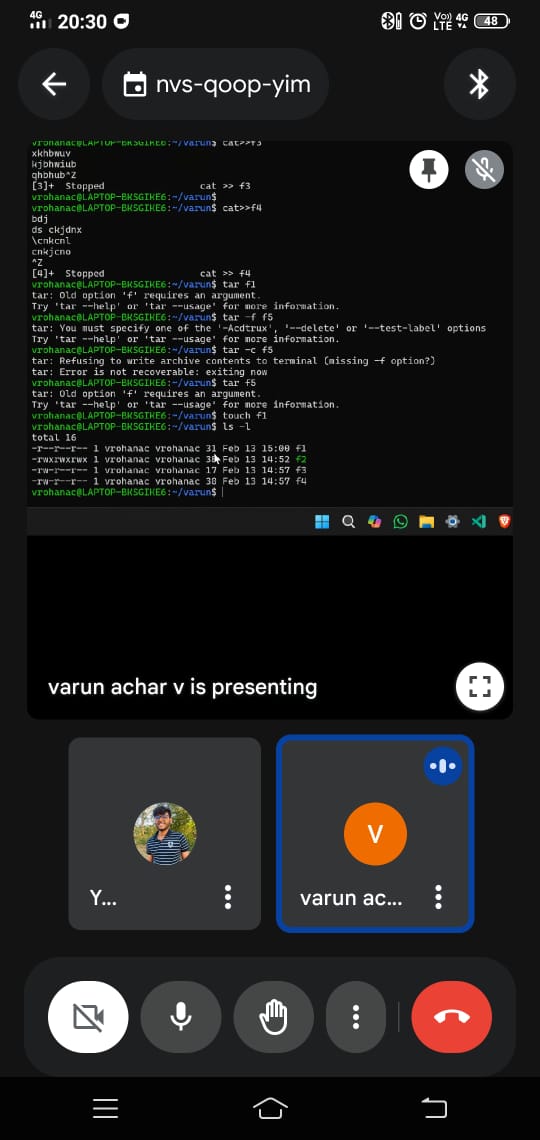 4G 20:30 Vo) LTE 4G 48
nvs-qoop-yim
vrohanac@LAPTOP-BKSGIKE6:~/varun$ cat>>f3
xkhbwuv
kjbhwiub
qhbhub^Z
[3]+  Stopped                 cat >> f3
vrohanac@LAPTOP-BKSGIKE6:~/varun$
vrohanac@LAPTOP-BKSGIKE6:~/varun$ cat>>f4
bdj
ds ckjdnx
\cnkcnl
cnkjcno
^Z
[4]+  Stopped                 cat >> f4
vrohanac@LAPTOP-BKSGIKE6:~/varun$ tar f1
tar: Old option 'f' requires an argument.
Try 'tar --help' or 'tar --usage' for more information.
vrohanac@LAPTOP-BKSGIKE6:~/varun$ tar -f f5
tar: You must specify one of the '-Acdtrux', '--delete' or '--test-label' options
Try 'tar --help' or 'tar --usage' for more information.
vrohanac@LAPTOP-BKSGIKE6:~/varun$ tar -c f5
tar: Refusing to write archive contents to terminal (missing -f option?)
tar: Error is not recoverable: exiting now
vrohanac@LAPTOP-BKSGIKE6:~/varun$ tar f5
tar: Old option 'f' requires an argument.
Try 'tar --help' or 'tar --usage' for more information.
vrohanac@LAPTOP-BKSGIKE6:~/varun$ touch f1
vrohanac@LAPTOP-BKSGIKE6:~/varun$ ls -l
total 16
-r--r--r-- 1 vrohanac vrohanac 31 Feb 13 15:00 f1
-rwxrwxrwx 1 vrohanac vrohanac Feb 13 14:52 f2
-rw-r--r-- 1 vrohanac vrohanac 17 Feb 13 14:57 f3
-rw-r--r-- 1 vrohanac vrohanac 30 Feb 13 14:57 f4
vrohanac@LAPTOP-BKSGIKE6:~/varun$
varun achar v is presenting
V
Y...
varun ac...